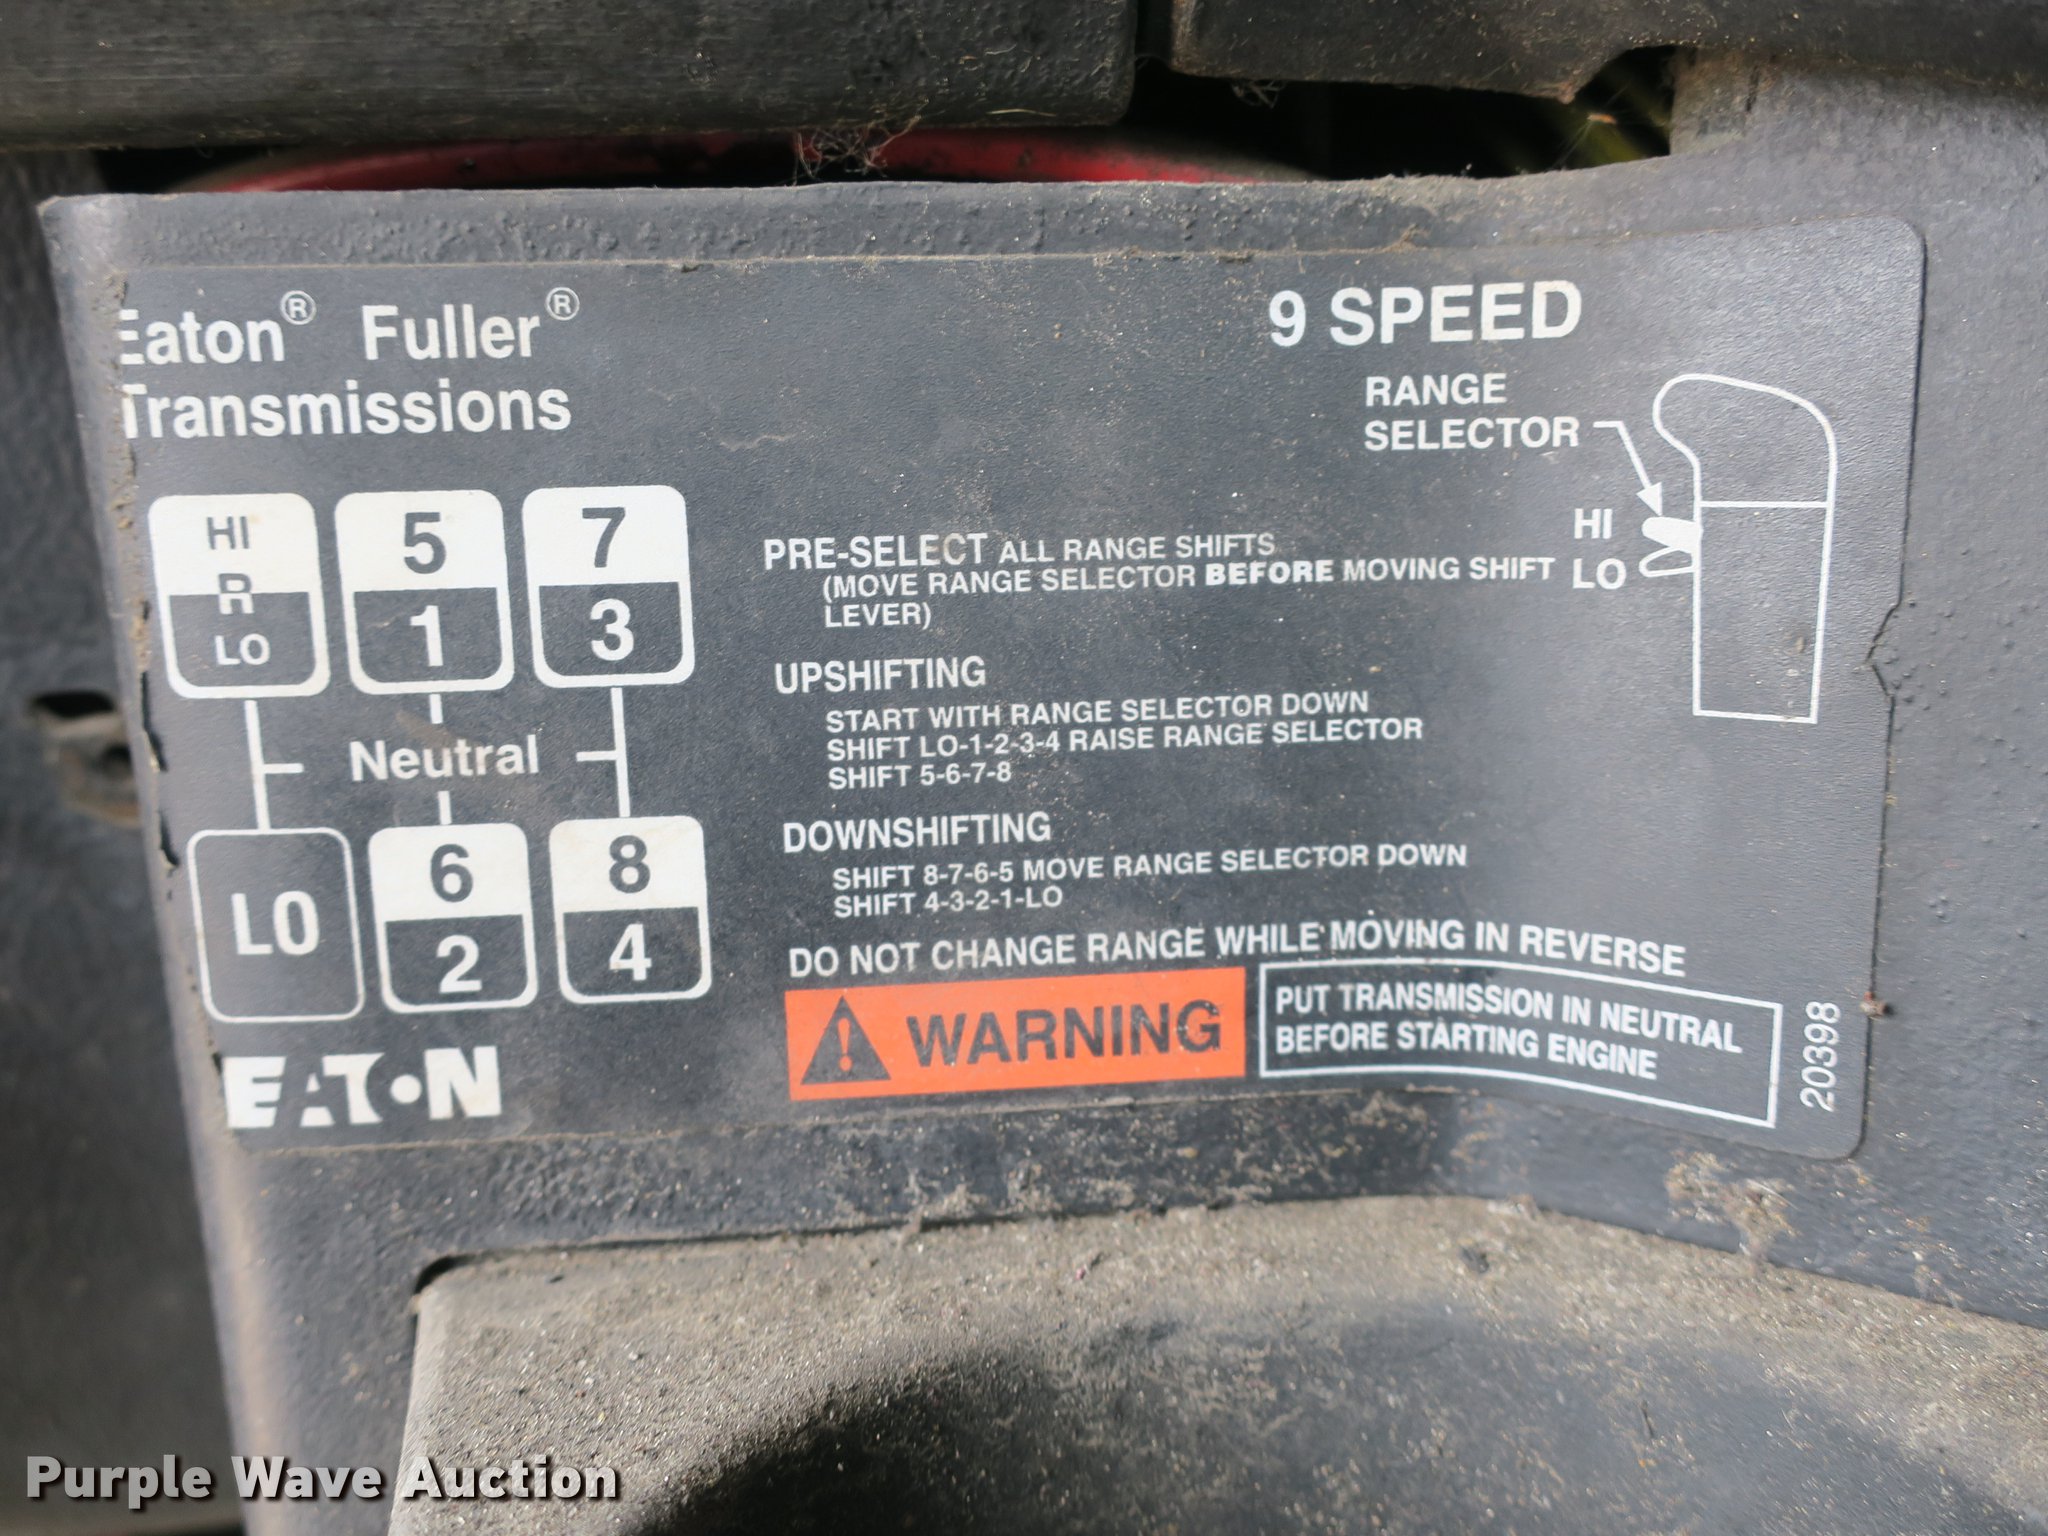 Eaton® Fuller®
Transmissions
9 SPEED
RANGE
SELECTOR
HI
LO
HI
R
LO
5
1
7
3
Neutral
LO
6
2
8
4
PRE-SELECT ALL RANGE SHIFTS
(MOVE RANGE SELECTOR BEFORE MOVING SHIFT
LEVER)
UPSHIFTING
START WITH RANGE SELECTOR DOWN
SHIFT LO-1-2-3-4 RAISE RANGE SELECTOR
SHIFT 5-6-7-8
DOWNSHIFTING
SHIFT 8-7-6-5 MOVE RANGE SELECTOR DOWN
SHIFT 4-3-2-1-LO
DO NOT CHANGE RANGE WHILE MOVING IN REVERSE
WARNING
PUT TRANSMISSION IN NEUTRAL
BEFORE STARTING ENGINE
20398
EATON
Purple Wave Auction